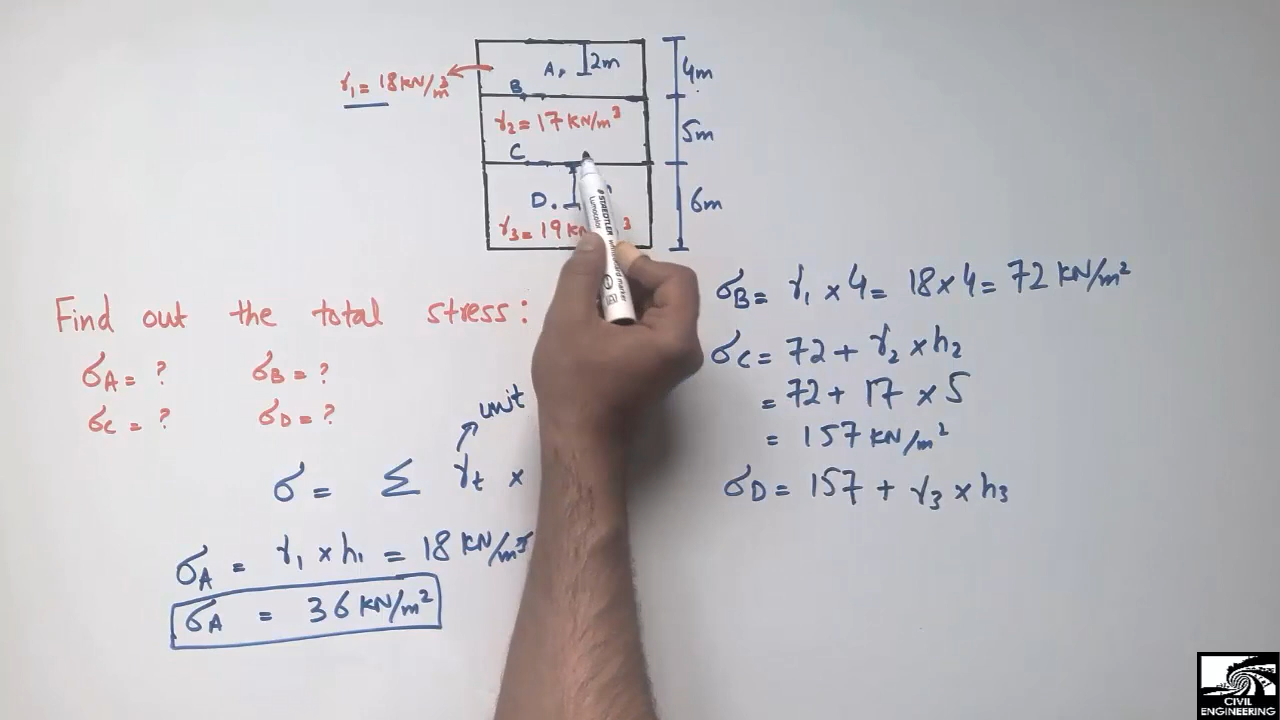 A. 2m
4m
γ₁ = 18 KN/m³
B
γ₂ = 17 KN/m³
5m
C
D.
6m
γ₃ = 19 KN 3
Find out the total stress:
σA = ? σB = ?
σC = ? σD = ?
unit
σ = Σ γt ×
σA = γ₁ × h₁ = 18 KN/m³
σA = 36 KN/m²
σB = γ₁ × 4 = 18 × 4 = 72 KN/m²
σC = 72 + γ₂ × h₂
= 72 + 17 × 5
= 157 KN/m²
σD = 157 + γ₃ × h₃
STAEDTLER
Lumocolor
CIVIL
ENGINEERING